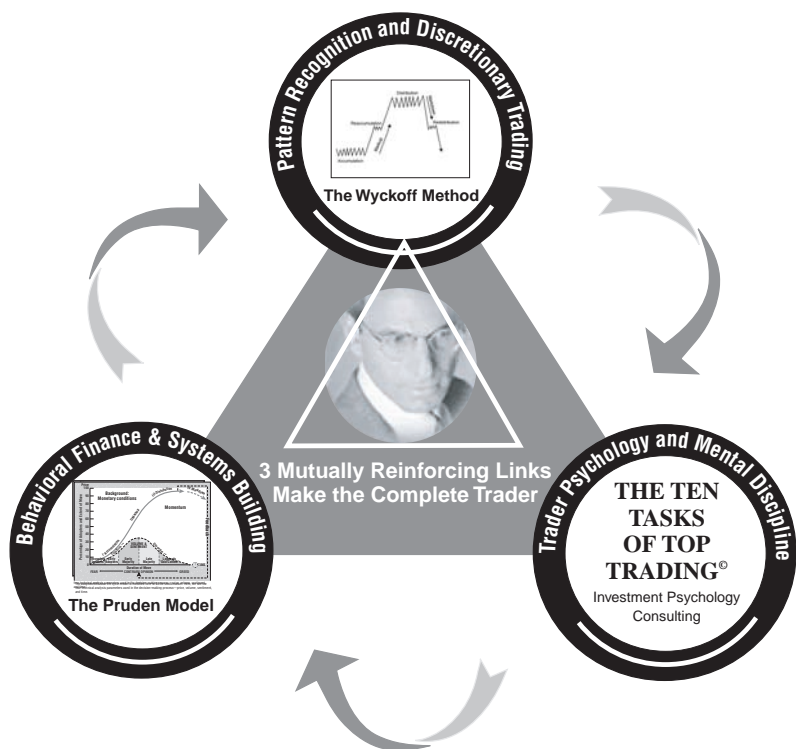 Pattern Recognition and Discretionary Trading
Distribution
Reaccumulation
Redistribution
Accumulation
The Wyckoff Method
3 Mutually Reinforcing Links
Make the Complete Trader
Behavioral Finance & Systems Building
Background:
Monetary conditions
Momentum
The Pruden Model
Trader Psychology and Mental Discipline
THE TEN
TASKS
OF TOP
TRADING©
Investment Psychology
Consulting